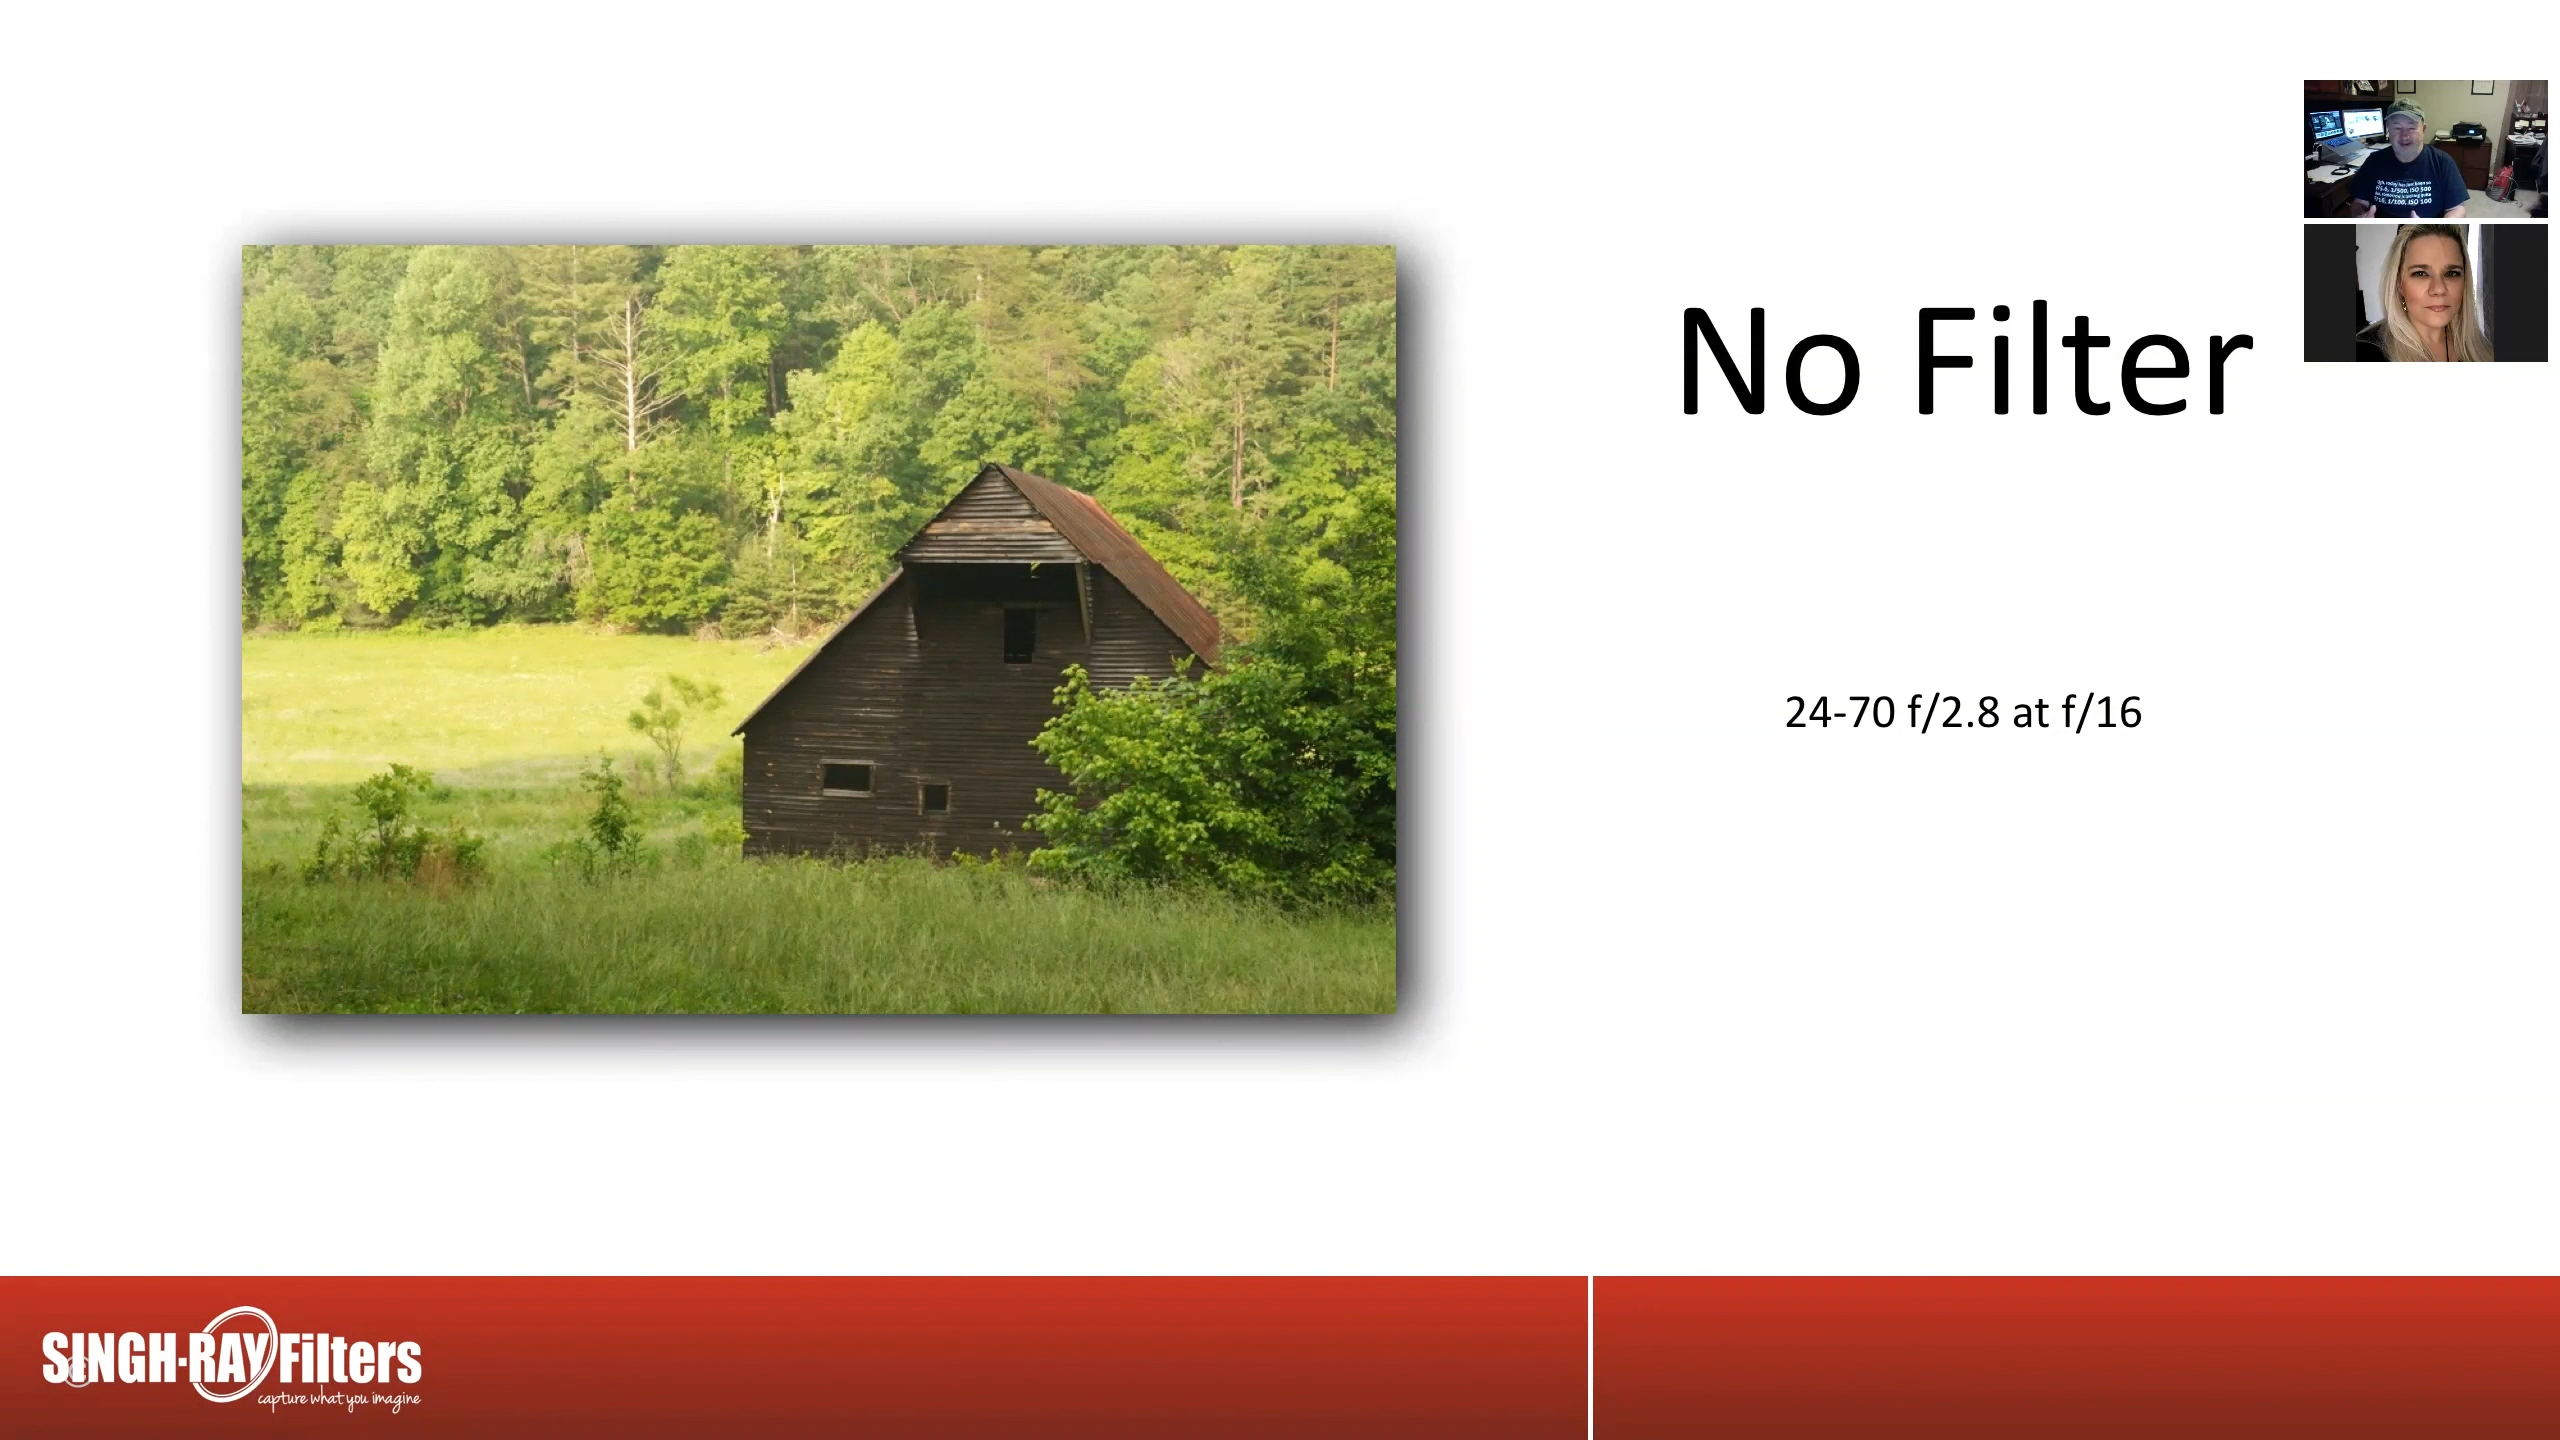 No Filter
24-70 f/2.8 at f/16
SINGH-RAY Filters
capture what you imagine